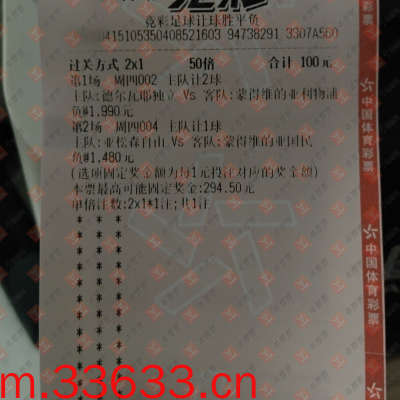 竞彩足球让球胜平负
415105350408521603 94738291 3307A560
过关方式 2x1 50倍 合计 100元
第1场 周四002 主队让2球
主队:德尔瓦耶独立 Vs 客队:蒙得维的亚利物浦
负#1.990元
第2场 周四004 主队让1球
主队:亚松森自由 Vs 客队:蒙得维的亚国民
负#1.480元
(选项固定奖金额为每1元投注对应的奖金额)
本票最高可能固定奖金:294.50元
单倍注数:2x1*1注;共1注
中国体育彩票
中国体育彩票
m.33633.cn